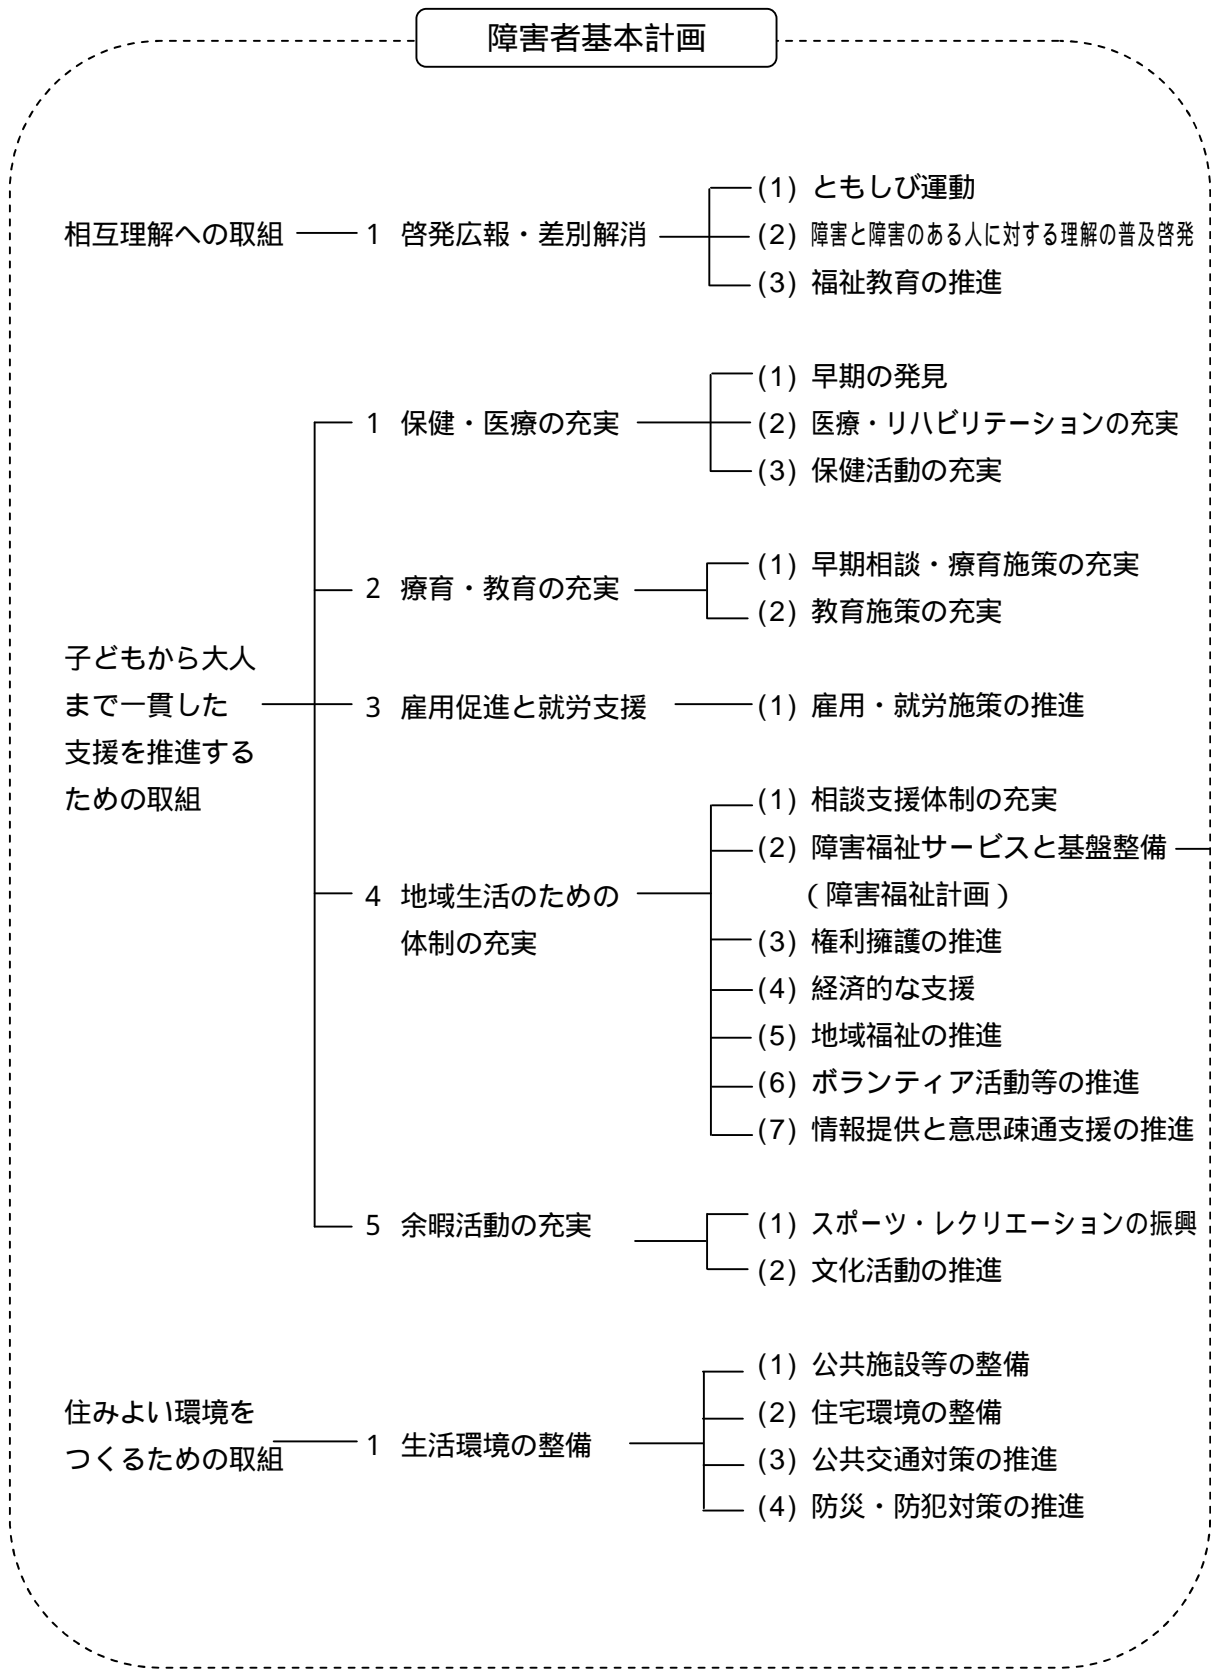 障害者基本計画
相互理解への取組
1 啓発広報・差別解消
(1) ともしび運動
(2) 障害と障害のある人に対する理解の普及啓発
(3) 福祉教育の推進
子どもから大人
まで一貫した
支援を推進する
ための取組
1 保健・医療の充実
(1) 早期の発見
(2) 医療・リハビリテーションの充実
(3) 保健活動の充実
2 療育・教育の充実
(1) 早期相談・療育施策の充実
(2) 教育施策の充実
3 雇用促進と就労支援
(1) 雇用・就労施策の推進
4 地域生活のための
体制の充実
(1) 相談支援体制の充実
(2) 障害福祉サービスと基盤整備
(障害福祉計画)
(3) 権利擁護の推進
(4) 経済的な支援
(5) 地域福祉の推進
(6) ボランティア活動等の推進
(7) 情報提供と意思疎通支援の推進
5 余暇活動の充実
(1) スポーツ・レクリエーションの振興
(2) 文化活動の推進
住みよい環境を
つくるための取組
1 生活環境の整備
(1) 公共施設等の整備
(2) 住宅環境の整備
(3) 公共交通対策の推進
(4) 防災・防犯対策の推進